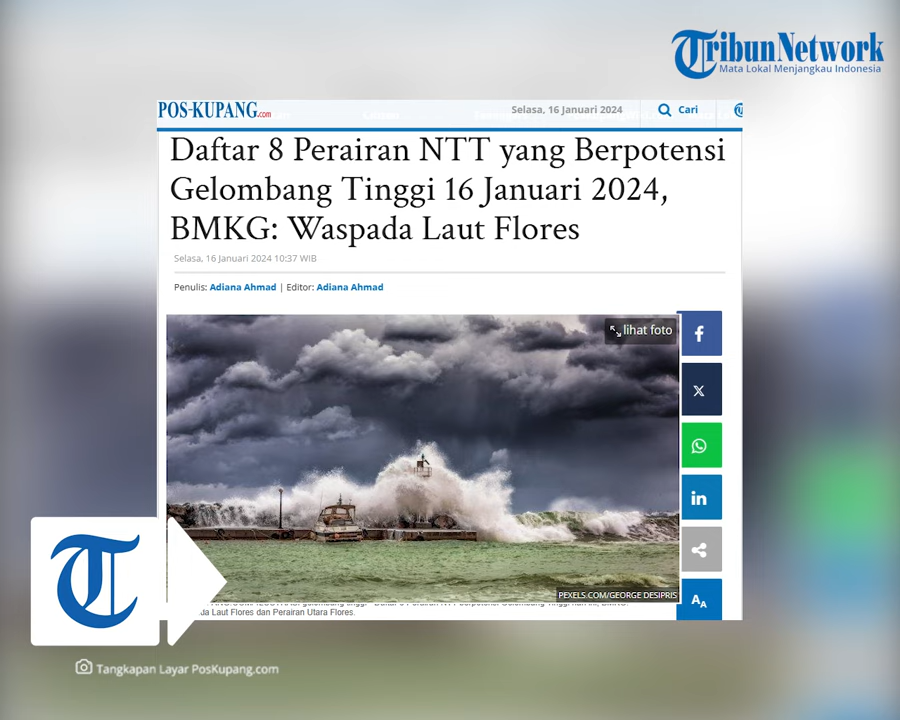 TribunNetwork
Mata Lokal Menjangkau Indonesia
POS-KUPANG.com
Selasa, 16 Januari 2024
Cari
Daftar 8 Perairan NTT yang Berpotensi
Gelombang Tinggi 16 Januari 2024,
BMKG: Waspada Laut Flores
Selasa, 16 Januari 2024 10:37 WIB
Penulis: Adiana Ahmad | Editor: Adiana Ahmad
lihat foto
PEXELS.COM/GEORGE DESIPRIS
Laut Flores dan Perairan Utara Flores.
AA
T
Tangkapan Layar PosKupang.com